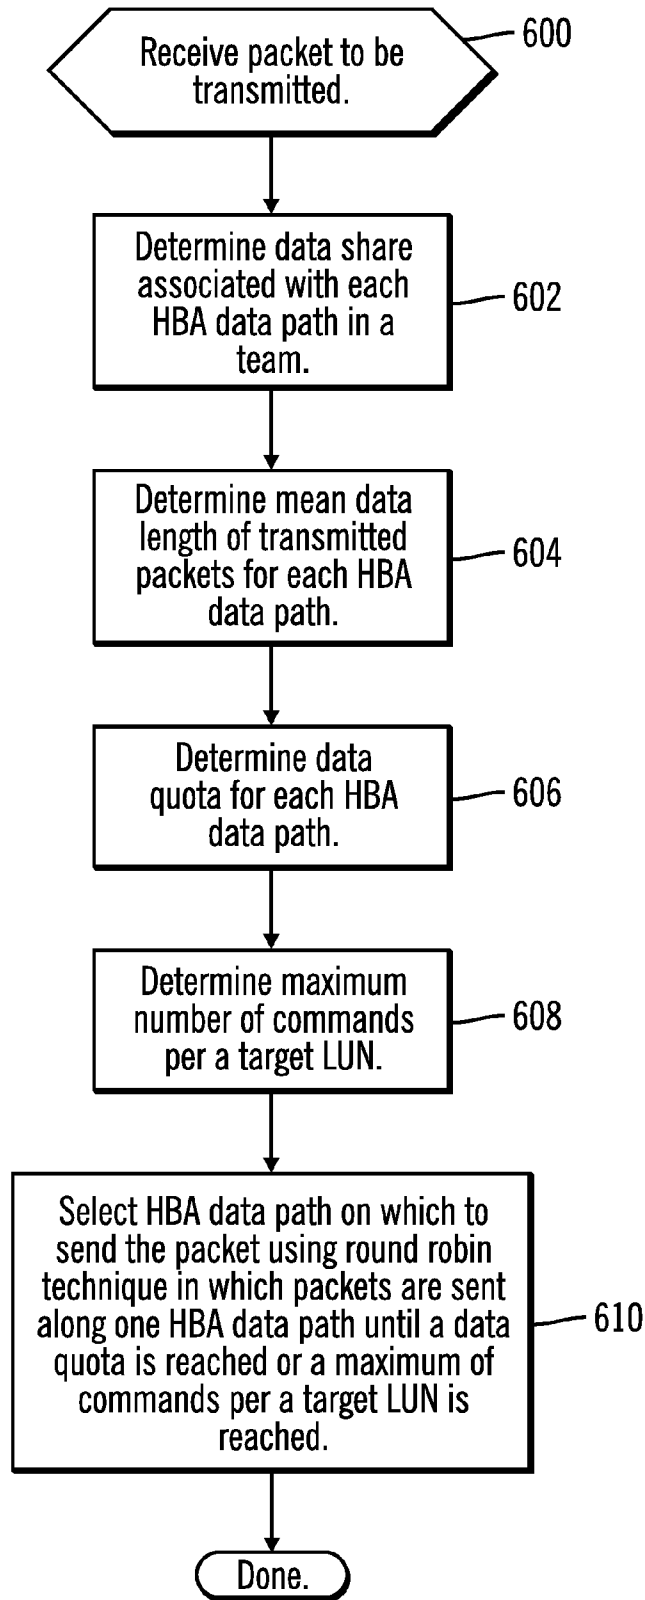 Receive packet to be
transmitted.
600
Determine data share
associated with each
HBA data path in a
team.
602
Determine mean data
length of transmitted
packets for each HBA
data path.
604
Determine data
quota for each HBA
data path.
606
Determine maximum
number of commands
per a target LUN.
608
Select HBA data path on which to
send the packet using round robin
technique in which packets are sent
along one HBA data path until a data
quota is reached or a maximum of
commands per a target LUN is
reached.
610
Done.